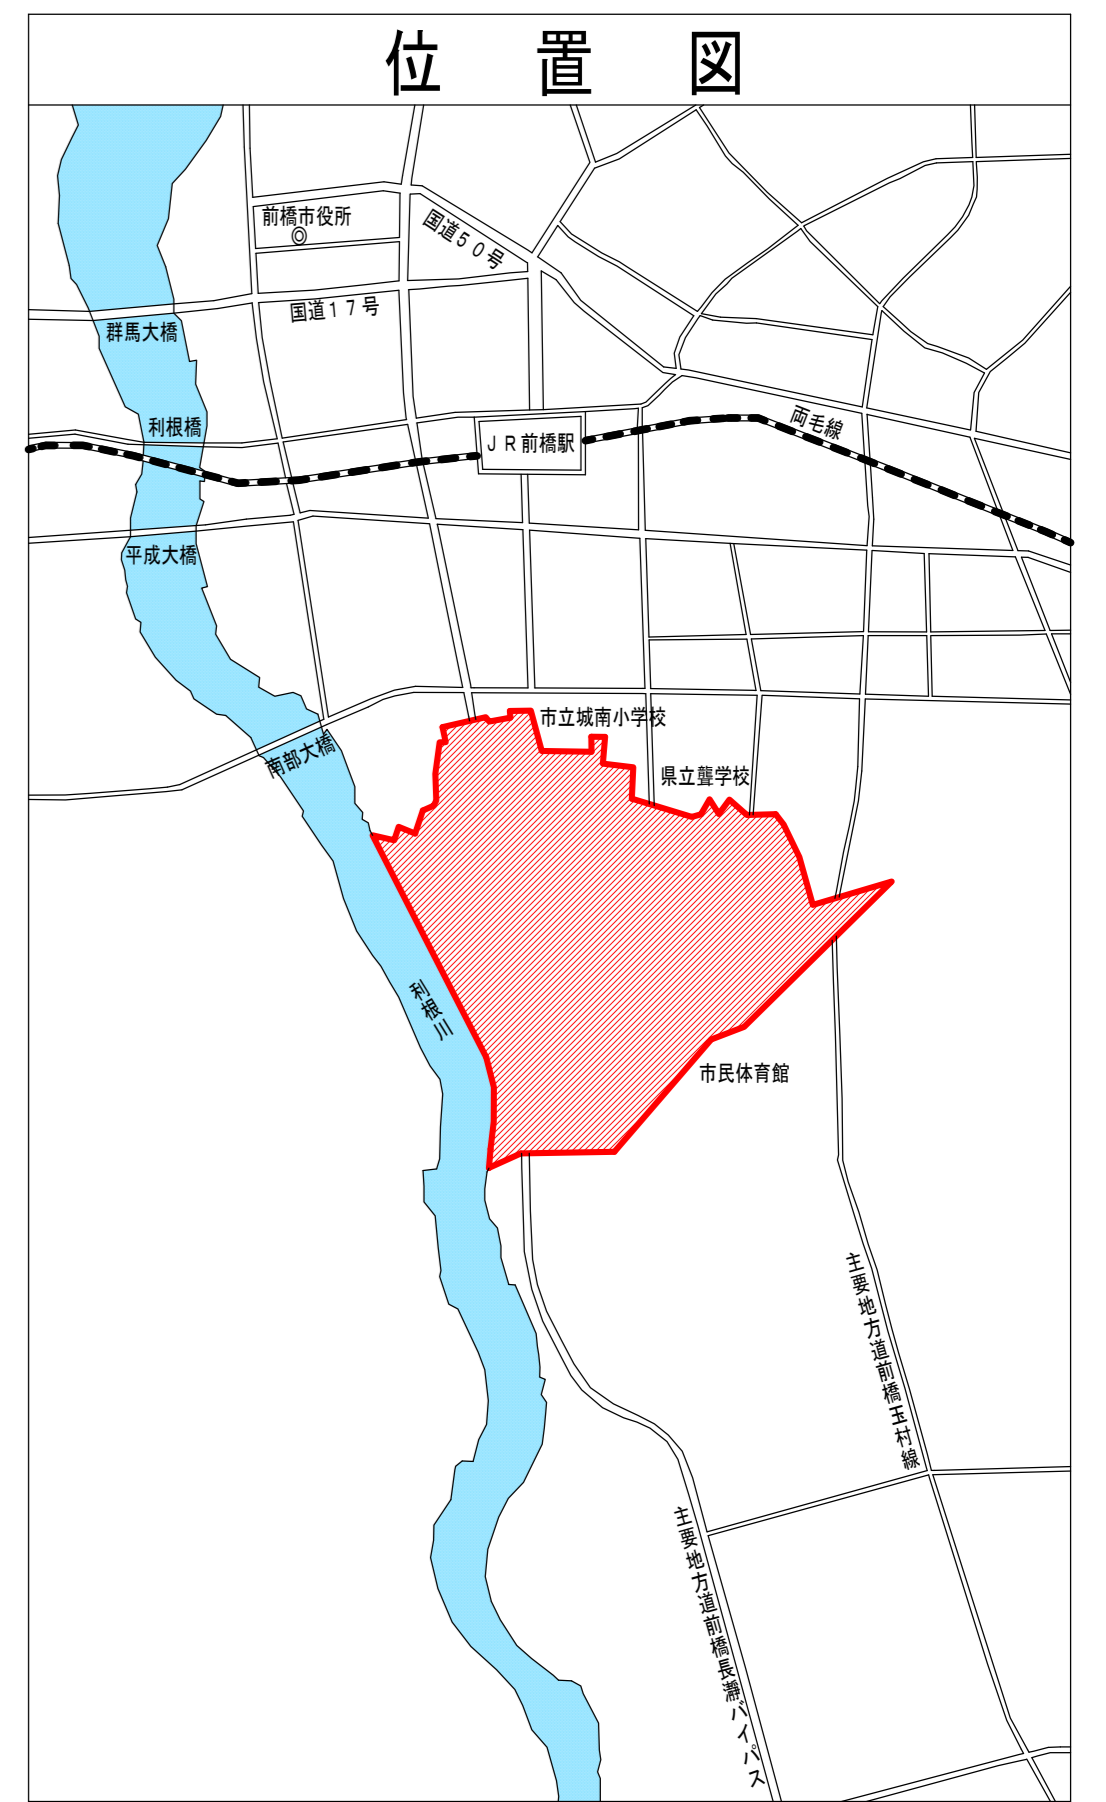 位置図
前橋市役所
国道50号
国道17号
群馬大橋
利根橋
JR前橋駅
両毛線
平成大橋
市立城南小学校
南部大橋
県立聾学校
利根川
市民体育館
主要地方道前橋玉村線
主要地方道前橋長瀞バイパス